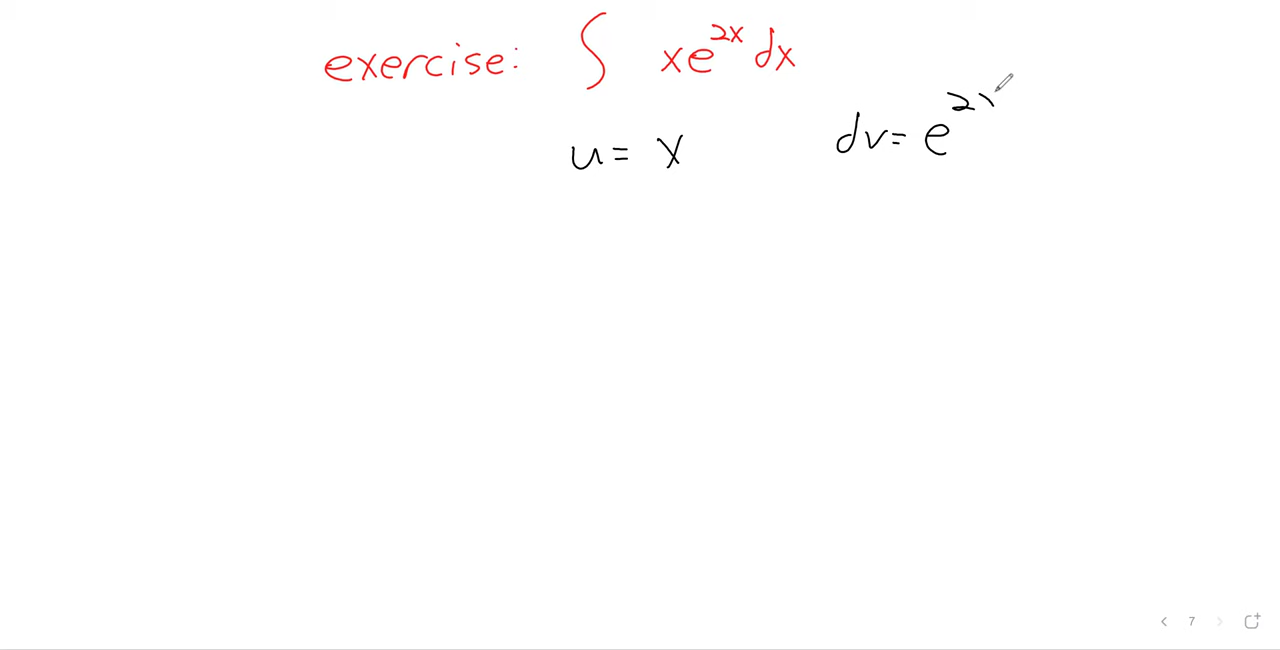 exercise: ∫ xe^{2x} dx
u = x dv = e^{2
7